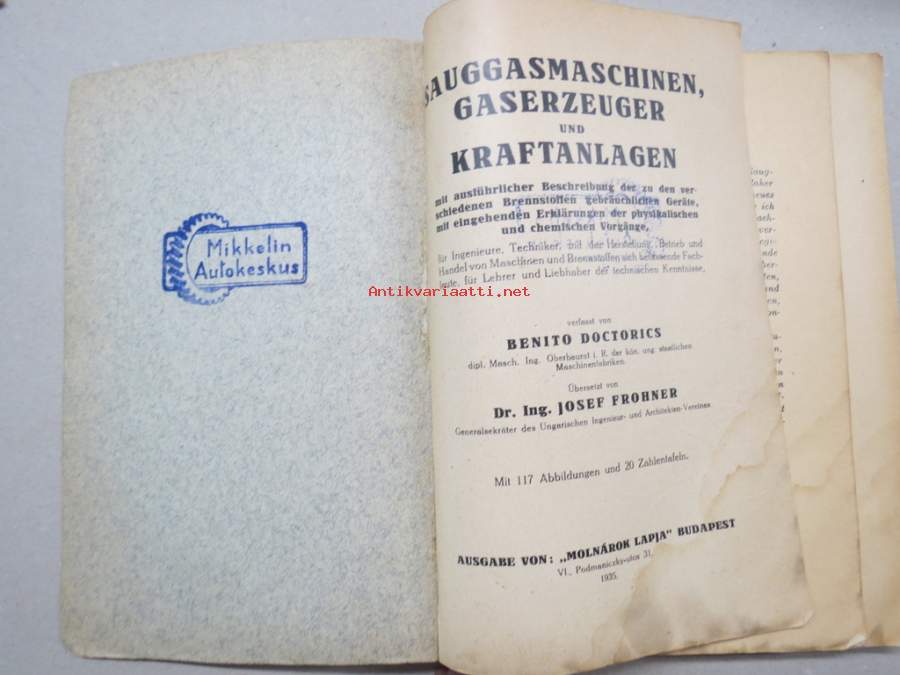 Mikkelin
Autokeskus
SAUGGASMASCHINEN,
GASERZEUGER
UND
KRAFTANLAGEN
mit ausführlicher Beschreibung der zu den ver-
schiedenen Brennstoffen gebräuchlichen Geräte,
mit eingehenden Erklärungen der physikalischen
und chemischen Vorgänge,
für Ingenieure, Techniker, mit der Herstellung, Betrieb und
Handel von Maschinen und Brennstoffen sich befassende Fach-
leute, für Lehrer und Liebhaber der technischen Kenntnisse,
Antikvariaatti.net
verfasst von
BENITO DOCTORICS
dipl. Masch. Ing. Oberbaurat i. R. der kön. ung. staatlichen
Maschinenfabriken.
Übersetzt von
Dr. Ing. JOSEF FROHNER
Generalsekretär des Ungarischen Ingenieur- und Architekten-Vereines
Mit 117 Abbildungen und 20 Zahlentafeln.
AUSGABE VON: „MOLNÁROK LAPJA" BUDAPEST
VI., Podmaniczky-utca 31.
1935.